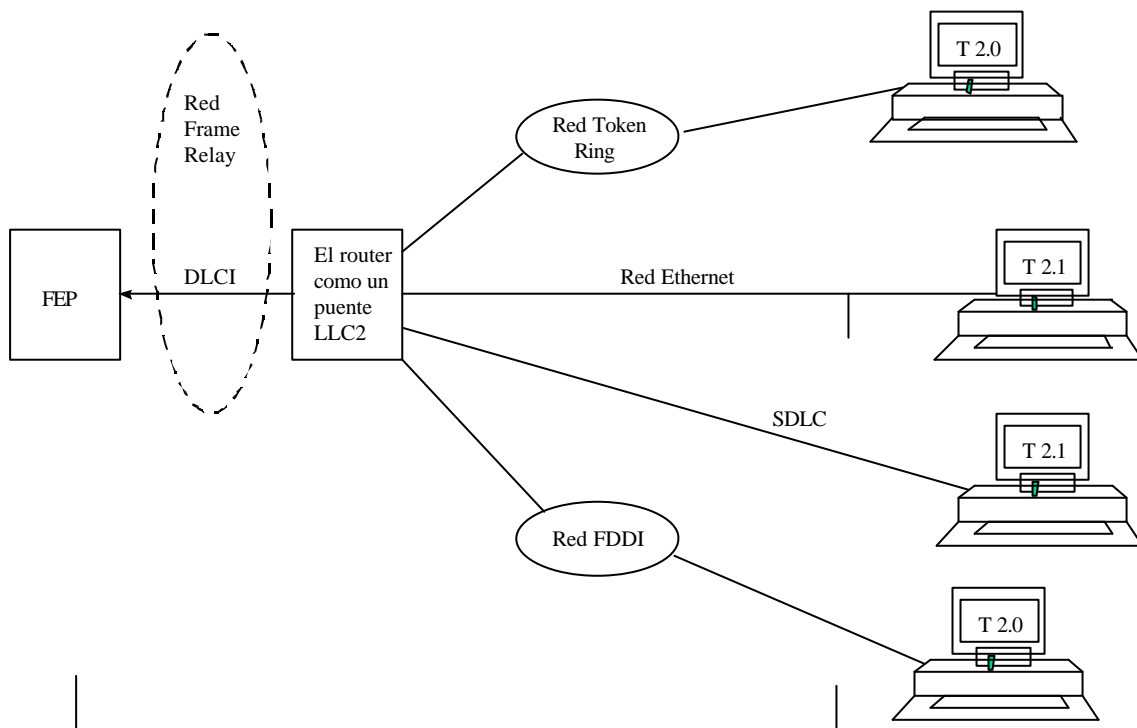 T 2.0
Red
Frame
Relay
Red Token
Ring
El router
como un
puente
LLC2
DLCI
FEP
Red Ethernet
T 2.1
SDLC
T 2.1
Red FDDI
T 2.0